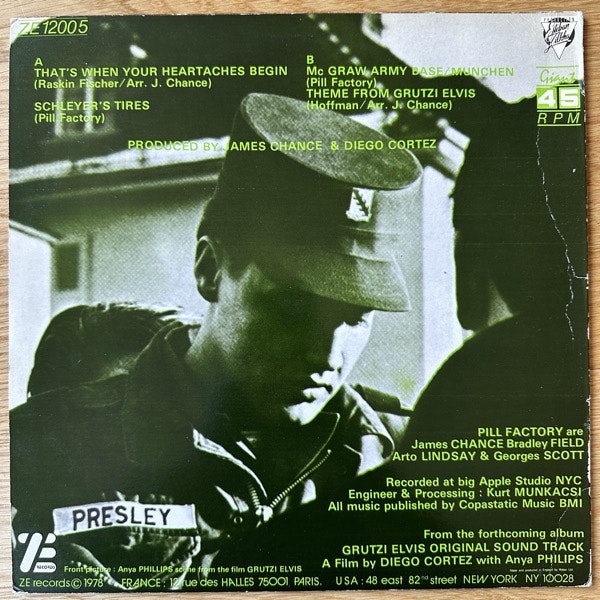 ZE 12005
A
THAT'S WHEN YOUR HEARTACHES BEGIN
(Raskin Fischer/Arr. J. Chance)
SCHLEYER'S TIRES
(Pill Factory)
B
Mc GRAW ARMY BASE/MUNCHEN
(Pill Factory)
THEME FROM GRUTZI ELVIS
(Hoffman/Arr. J. Chance)
Giant
45
RPM
PRODUCED BY JAMES CHANCE & DIEGO CORTEZ
PILL FACTORY are
James CHANCE Bradley FIELD
Arto LINDSAY & Georges SCOTT
Recorded at big Apple Studio NYC
Engineer & Processing : Kurt MUNKACSI
All music published by Copastatic Music BMI
PRESLEY
From the forthcoming album
GRUTZI ELVIS ORIGINAL SOUND TRACK
A Film by DIEGO CORTEZ with Anya PHILIPS
ZE
RECORDS
Front picture : Anya PHILLIPS scene from the film GRUTZI ELVIS
ZE records © 1978 FRANCE : 12 rue des HALLES 75001 PARIS. USA : 48 east 82nd street NEW YORK NY 10028